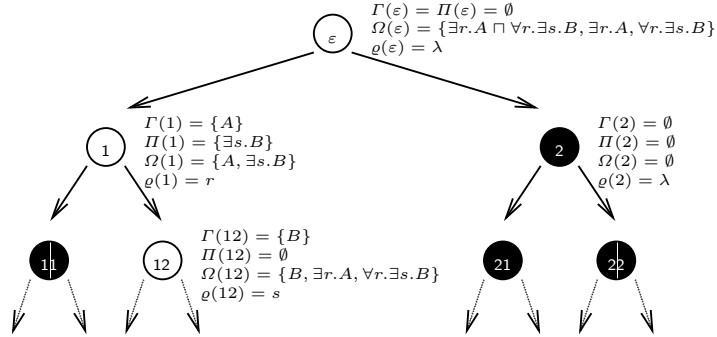 Γ(ε) = Π(ε) = ∅
Ω(ε) = {∃r.A ⊓ ∀r.∃s.B, ∃r.A, ∀r.∃s.B}
ϱ(ε) = λ
ε
Γ(1) = {A}
Π(1) = {∃s.B}
Ω(1) = {A, ∃s.B}
ϱ(1) = r
1
Γ(2) = ∅
Π(2) = ∅
Ω(2) = ∅
ϱ(2) = λ
2
11
Γ(12) = {B}
Π(12) = ∅
Ω(12) = {B, ∃r.A, ∀r.∃s.B}
ϱ(12) = s
12
21
22